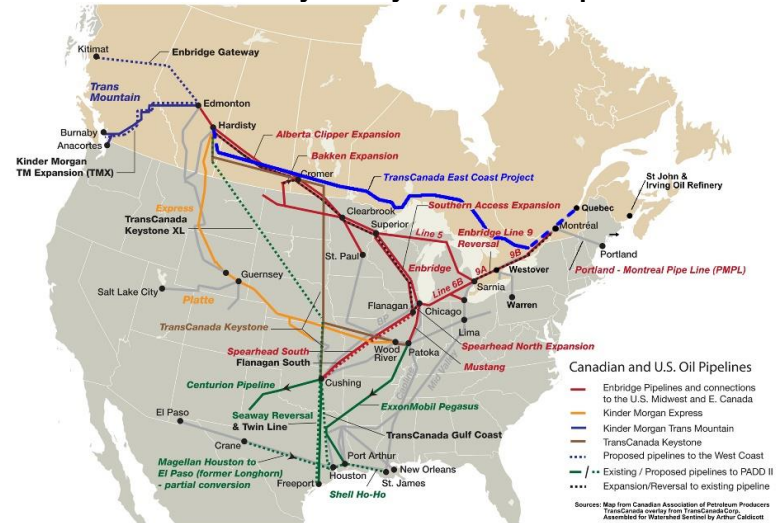 Kitimat
Enbridge Gateway
Trans
Mountain
Edmonton
Hardisty
Burnaby
Anacortes
Kinder Morgan
TM Expansion (TMX)
Alberta Clipper Expansion
Bakken Expansion
Cromer
TransCanada East Coast Project
St John &
Irving Oil Refinery
Express
TransCanada
Keystone XL
Clearbrook
Superior
Southern Access Expansion
Line 5
Enbridge Line 9
Reversal
Quebec
Montréal
9B
9A
Westover
Portland
Portland - Montreal Pipe Line (PMPL)
St. Paul
Enbridge
Line 6B
Sarnia
Warren
Guernsey
Salt Lake City
Platte
Flanagan
Chicago
Lima
TransCanada Keystone
Wood
River
Patoka
Spearhead North Expansion
Mustang
Spearhead South
Flanagan South
Cushing
Centurion Pipeline
Seaway Reversal
& Twin Line
ExxonMobil Pegasus
Mid Valley
El Paso
Crane
TransCanada Gulf Coast
Magellan Houston to
El Paso (former Longhorn)
- partial conversion
Port Arthur
Houston
New Orleans
St. James
Freeport
Shell Ho-Ho
Canadian and U.S. Oil Pipelines
Enbridge Pipelines and connections
to the U.S. Midwest and E. Canada
Kinder Morgan Express
Kinder Morgan Trans Mountain
TransCanada Keystone
Proposed pipelines to the West Coast
Existing / Proposed pipelines to PADD II
Expansion/Reversal to existing pipeline
Sources: Map from Canadian Association of Petroleum Producers
TransCanada overlay from TransCanadaCorp.
Assembled for Watershed Sentinel by Arthur Caldicott